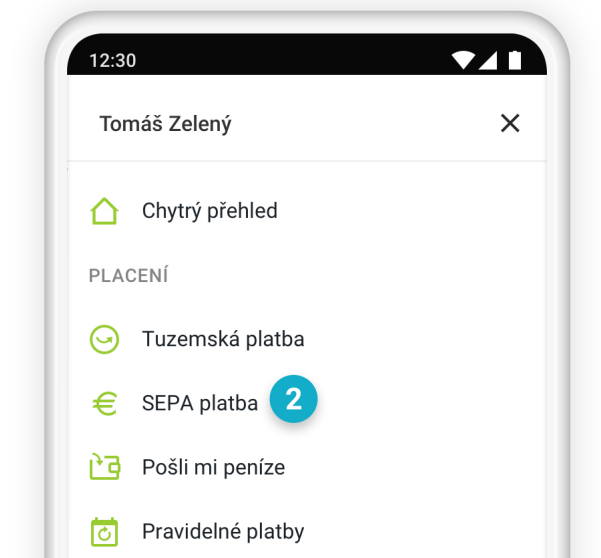 12:30
Tomáš Zelený
Chytrý přehled
PLACENÍ
Tuzemská platba
SEPA platba 2
Pošli mi peníze
Pravidelné platby